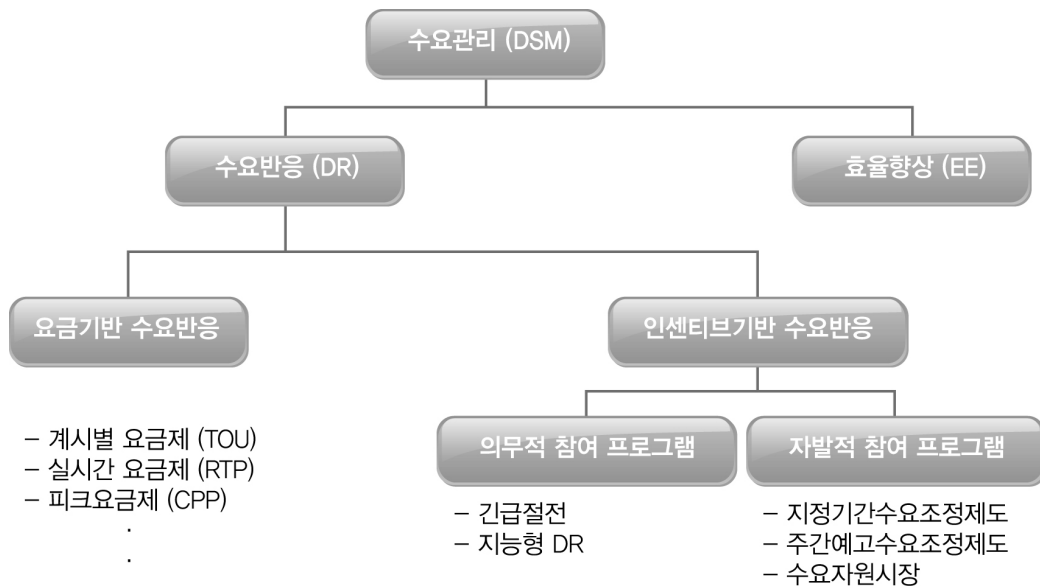 수요관리 (DSM)
수요반응 (DR)
효율향상 (EE)
요금기반 수요반응
인센티브기반 수요반응
– 계시별 요금제 (TOU)
– 실시간 요금제 (RTP)
– 피크요금제 (CPP)
.
.
의무적 참여 프로그램
– 긴급절전
– 지능형 DR
자발적 참여 프로그램
– 지정기간수요조정제도
– 주간예고수요조정제도
– 수요자원시장